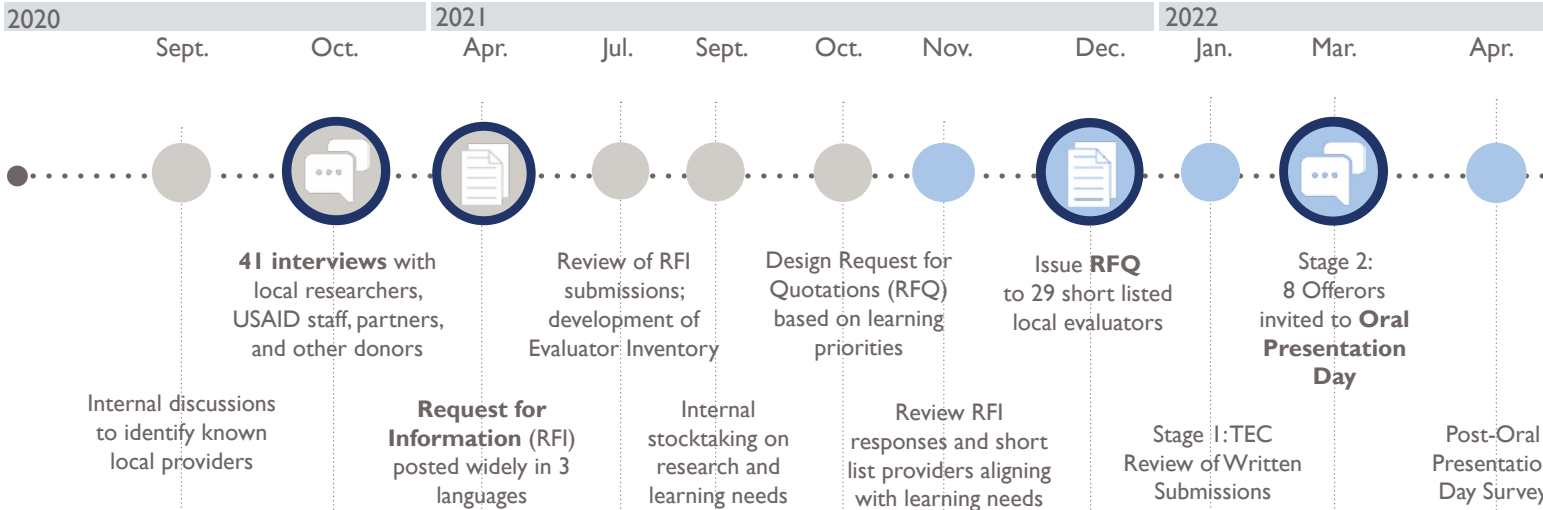 2020
2021
2022
Sept.
Oct.
Apr.
Jul.
Sept.
Oct.
Nov.
Dec.
Jan.
Mar.
Apr.
41 interviews with
local researchers,
USAID staff, partners,
and other donors
Review of RFI
submissions;
development of
Evaluator Inventory
Design Request for
Quotations (RFQ)
based on learning
priorities
Issue RFQ
to 29 short listed
local evaluators
Stage 2:
8 Offerors
invited to Oral
Presentation
Day
Internal discussions
to identify known
local providers
Request for
Information (RFI)
posted widely in 3
languages
Internal
stocktaking on
research and
learning needs
Review RFI
responses and short
list providers aligning
with learning needs
Stage 1: TEC
Review of Written
Submissions
Post-Oral
Presentatio
Day Survey